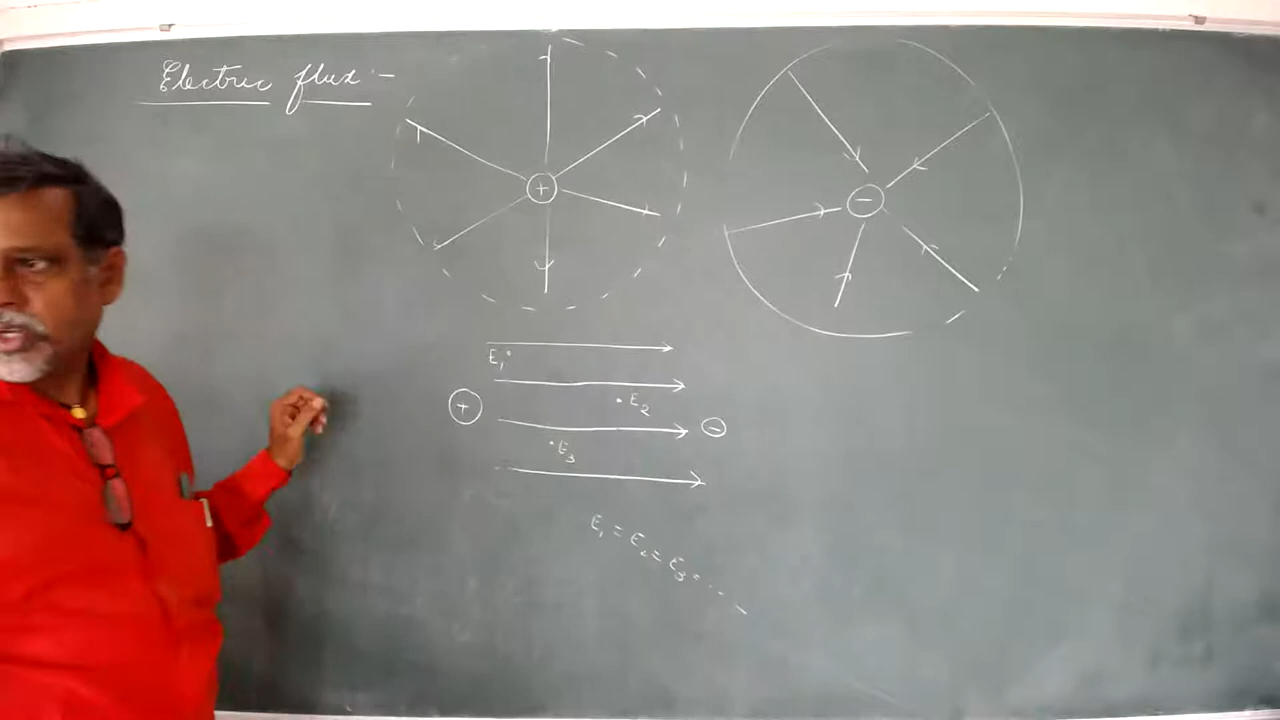 Electric flux :-
+
-
E₁
E₂
+
-
E₃
E₁ = E₂ = E₃ = ....